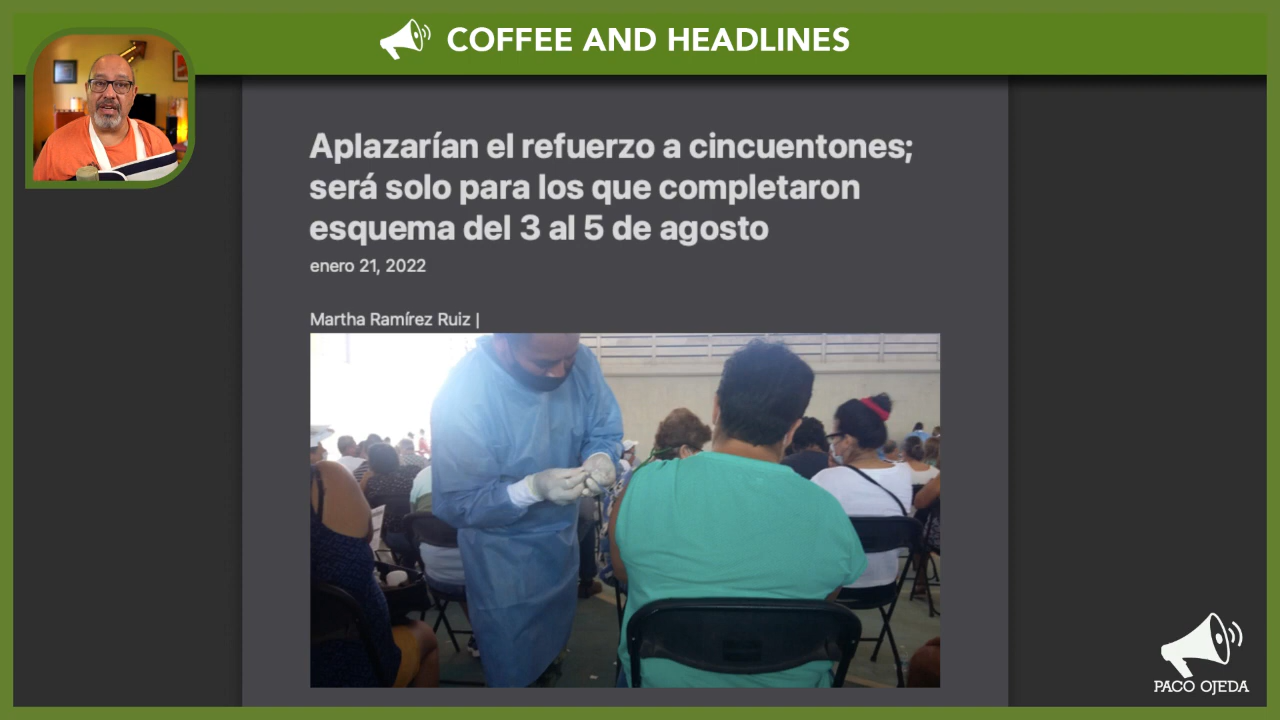 COFFEE AND HEADLINES
Aplazarían el refuerzo a cincuentones;
será solo para los que completaron
esquema del 3 al 5 de agosto
enero 21, 2022
Martha Ramírez Ruiz |
PACO OJEDA